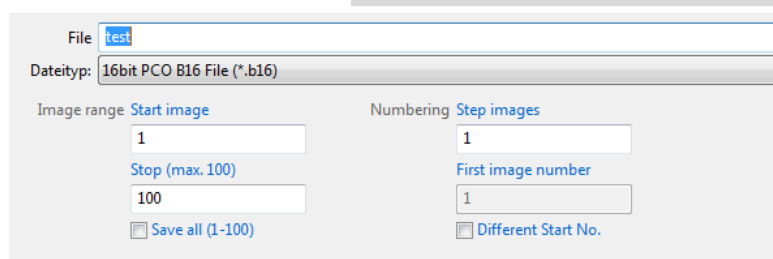 File test
Dateityp: 16bit PCO B16 File (*.b16)
Image range Start image Numbering Step images
1 1
Stop (max. 100) First image number
100 1
Save all (1-100) Different Start No.